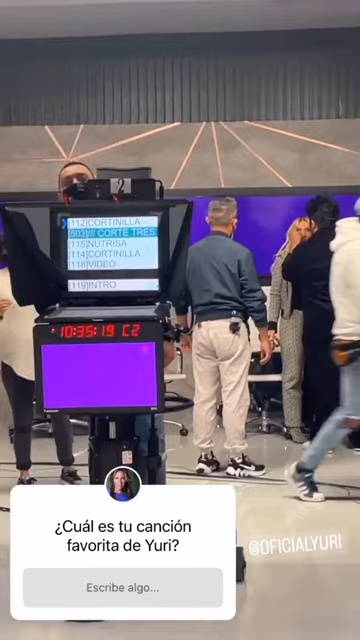 2
[112]CORTINILLA
[503]/// CORTE TRES
[115]NUTRISA
[114]CORTINILLA
[116]VIDEO
[119]INTRO
10:35:19 C2
¿Cuál es tu canción
favorita de Yuri?
Escribe algo...
@OFICIALYURI